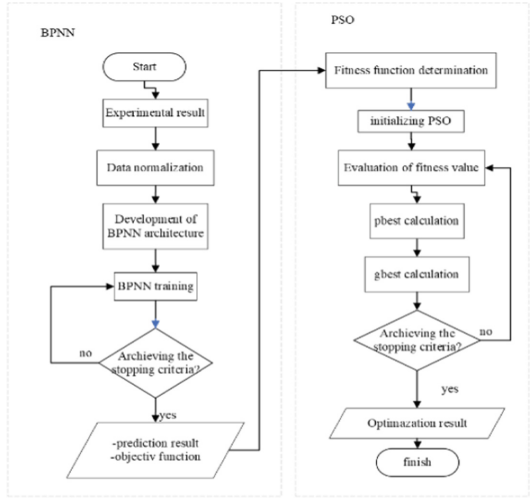 BPNN
Start
Experimental result
Data normalization
Development of
BPNN architecture
BPNN training
no
Archieving the
stopping criteria?
yes
-prediction result
-objectiv function
PSO
Fitness function determination
initializing PSO
Evaluation of fitness value
pbest calculation
gbest calculation
Archieving the
stopping criteria?
no
yes
Optimazation result
finish